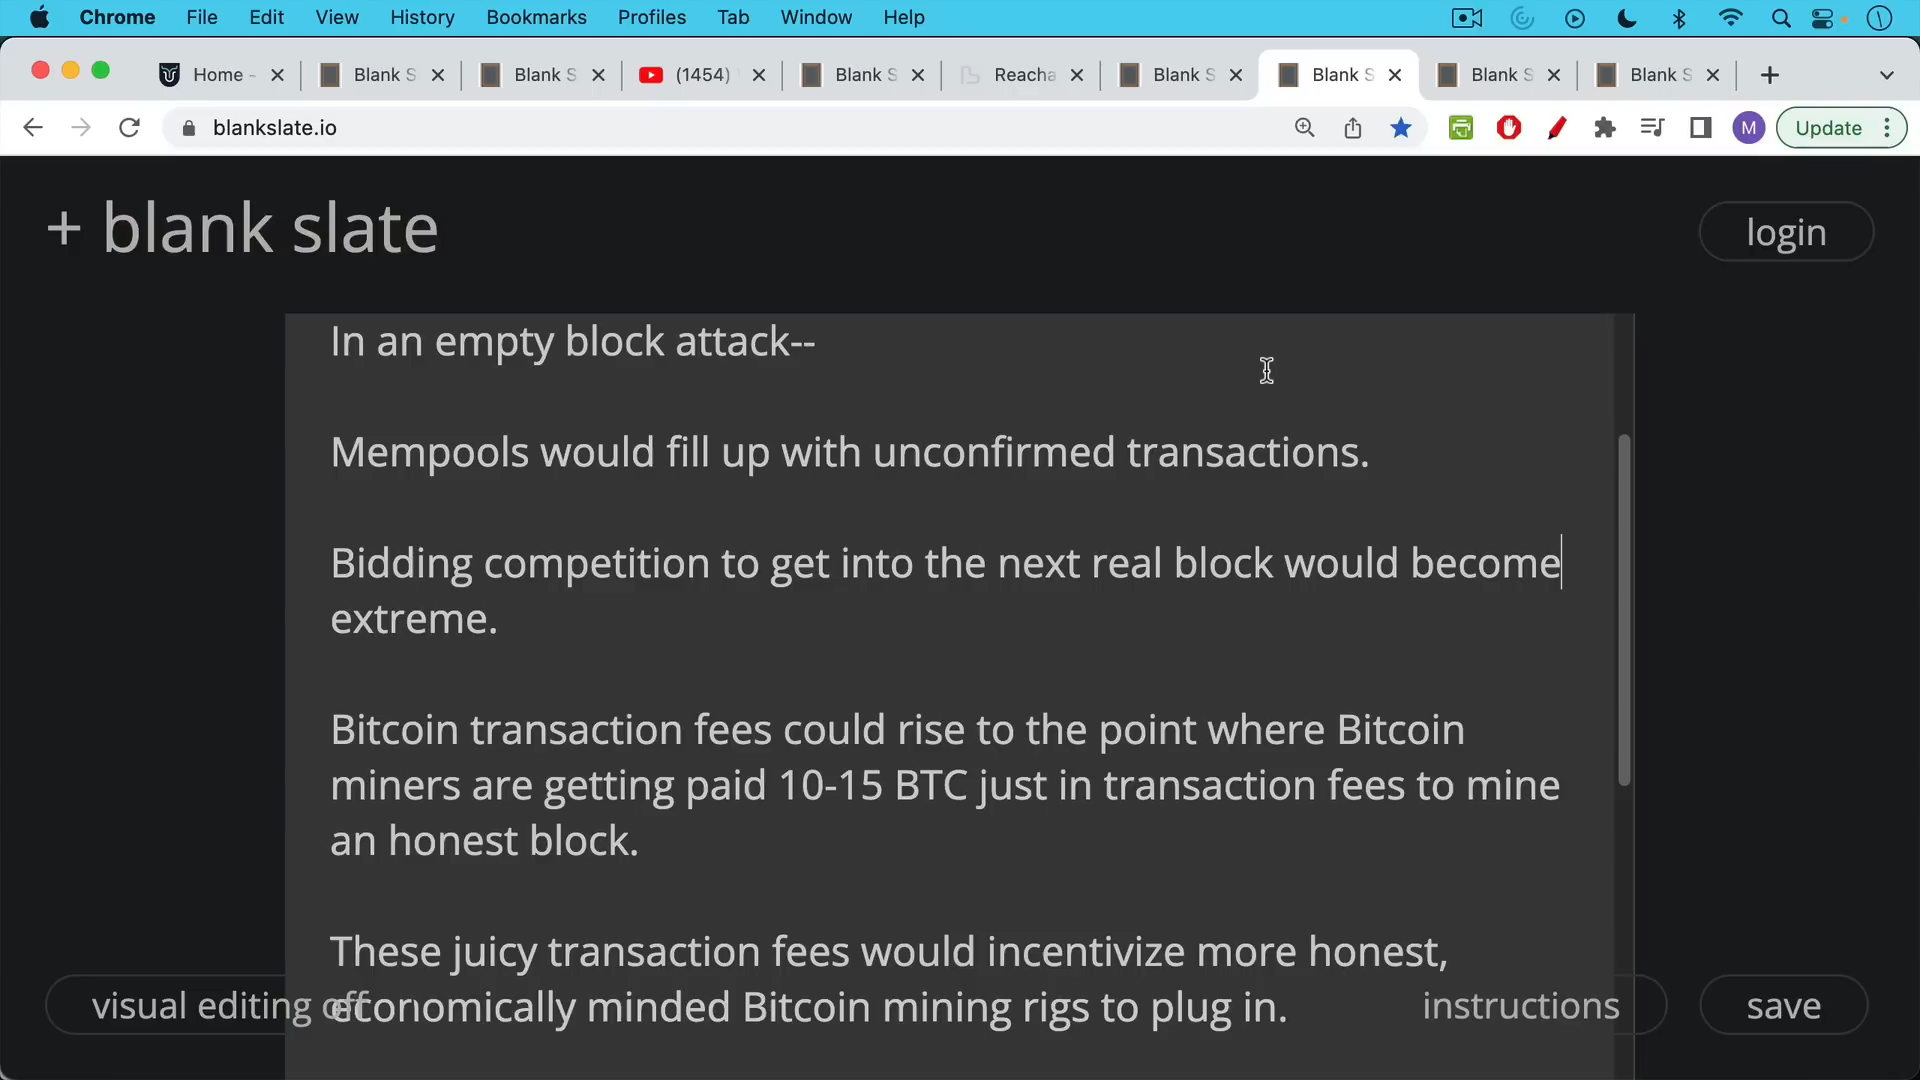 Chrome File Edit View History Bookmarks Profiles Tab Window Help
Home - Blank S Blank S (1454) Blank S Reacha Blank S Blank S Blank S Blank S
blankslate.io M Update
+ blank slate
login
In an empty block attack--
Mempools would fill up with unconfirmed transactions.
Bidding competition to get into the next real block would become
extreme.
Bitcoin transaction fees could rise to the point where Bitcoin
miners are getting paid 10-15 BTC just in transaction fees to mine
an honest block.
These juicy transaction fees would incentivize more honest,
economically minded Bitcoin mining rigs to plug in.
visual editing off
instructions
save